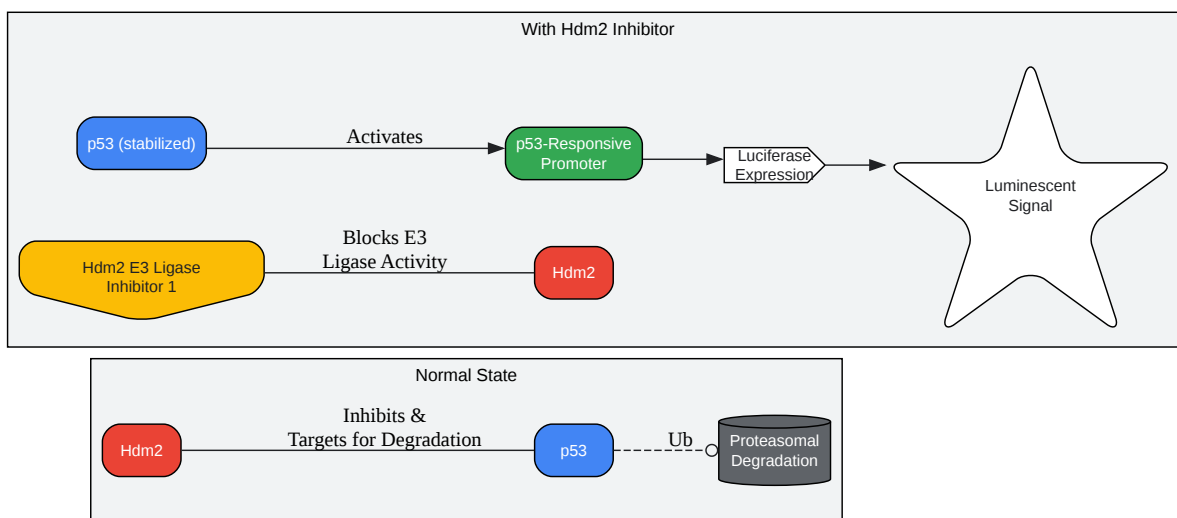 With Hdm2 Inhibitor
p53 (stabilized)
Activates
p53-Responsive
Promoter
Luciferase
Expression
Luminescent
Signal
Hdm2 E3 Ligase
Inhibitor 1
Blocks E3
Ligase Activity
Hdm2
Normal State
Hdm2
Inhibits &
Targets for Degradation
p53
Ub
Proteasomal
Degradation